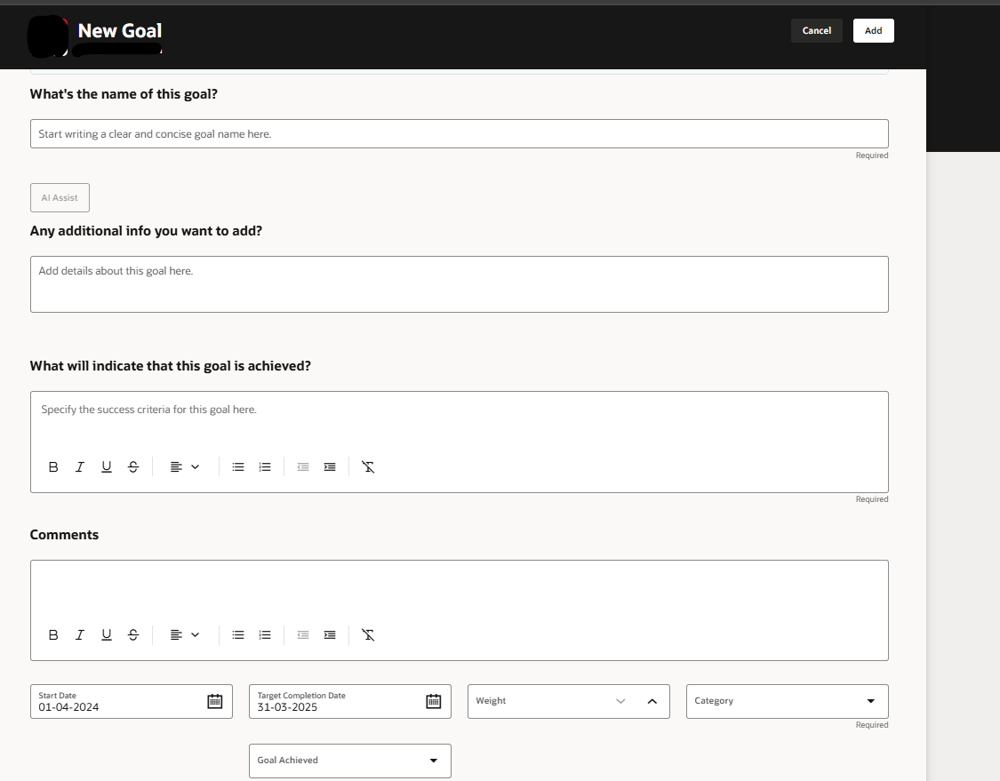 New Goal
Cancel
Add
What's the name of this goal?
Start writing a clear and concise goal name here.
Required
AI Assist
Any additional info you want to add?
Add details about this goal here.
What will indicate that this goal is achieved?
Specify the success criteria for this goal here.
B I U S
Required
Comments
B I U S
Start Date
01-04-2024
Target Completion Date
31-03-2025
Weight
Category
Required
Goal Achieved